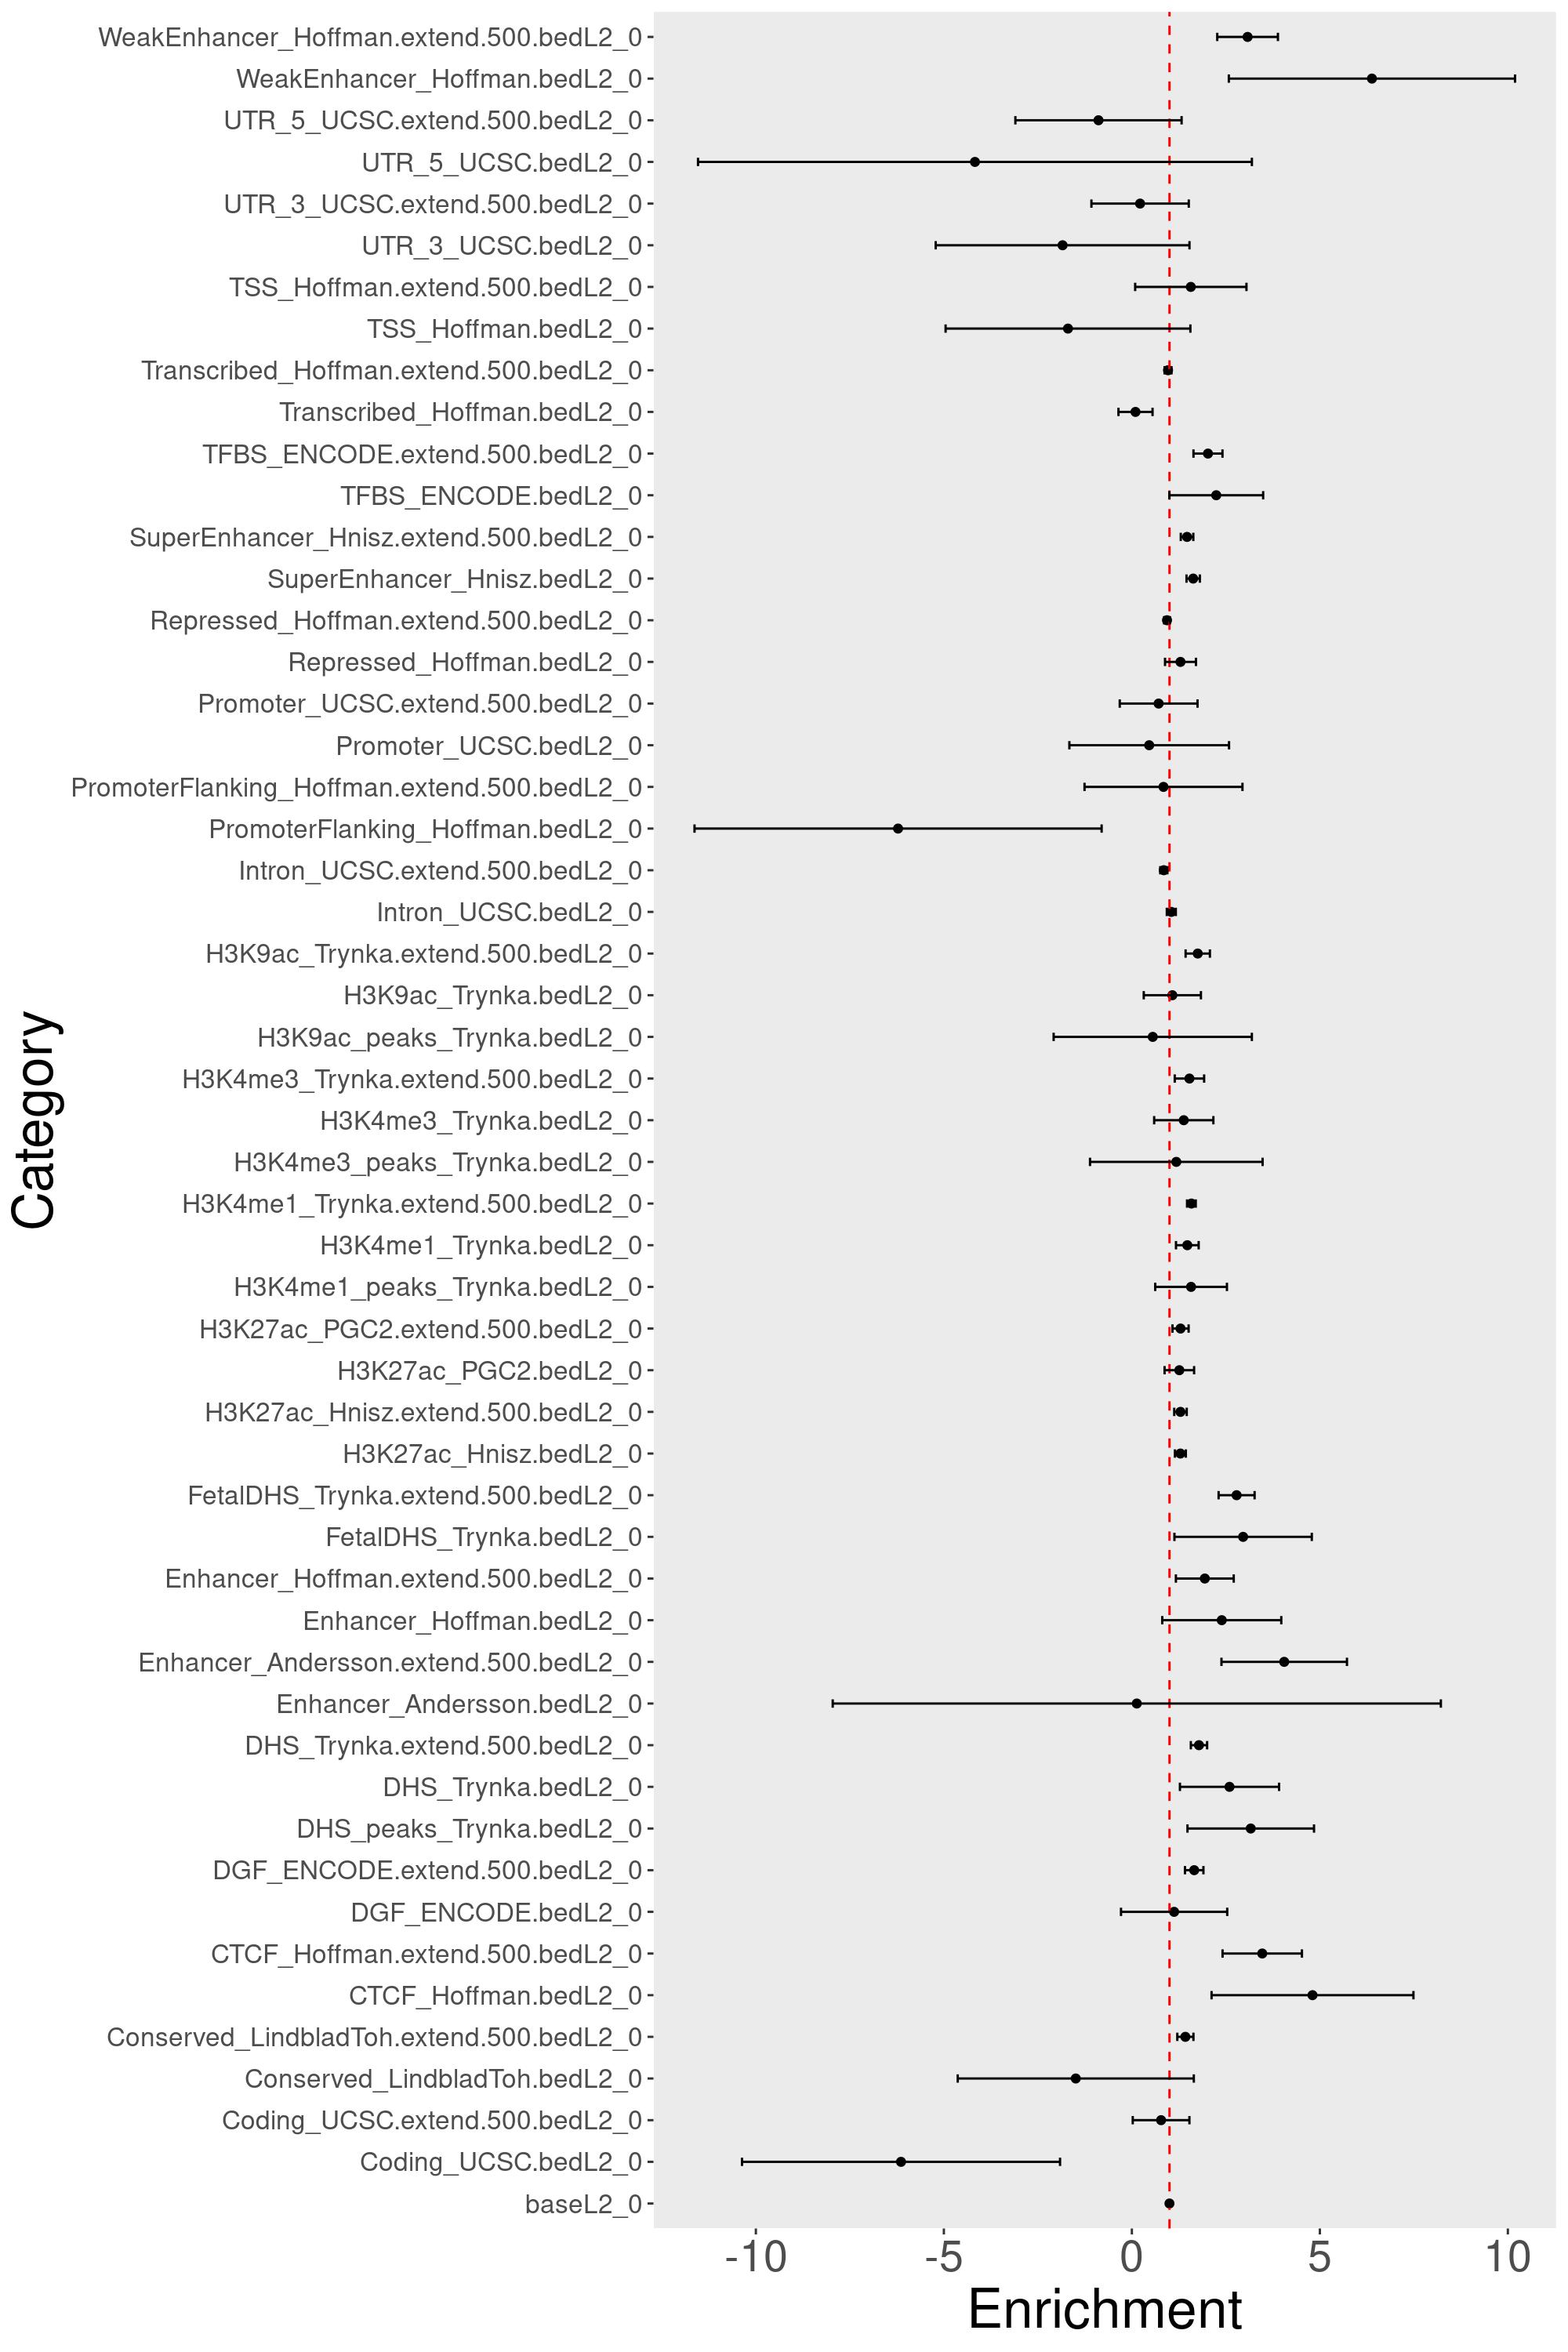 WeakEnhancer_Hoffman.extend.500.bedL2_0
WeakEnhancer_Hoffman.bedL2_0
UTR_5_UCSC.extend.500.bedL2_0
UTR_5_UCSC.bedL2_0
UTR_3_UCSC.extend.500.bedL2_0
UTR_3_UCSC.bedL2_0
TSS_Hoffman.extend.500.bedL2_0
TSS_Hoffman.bedL2_0
Transcribed_Hoffman.extend.500.bedL2_0
Transcribed_Hoffman.bedL2_0
TFBS_ENCODE.extend.500.bedL2_0
TFBS_ENCODE.bedL2_0
SuperEnhancer_Hnisz.extend.500.bedL2_0
SuperEnhancer_Hnisz.bedL2_0
Repressed_Hoffman.extend.500.bedL2_0
Repressed_Hoffman.bedL2_0
Promoter_UCSC.extend.500.bedL2_0
Promoter_UCSC.bedL2_0
PromoterFlanking_Hoffman.extend.500.bedL2_0
PromoterFlanking_Hoffman.bedL2_0
Intron_UCSC.extend.500.bedL2_0
Intron_UCSC.bedL2_0
H3K9ac_Trynka.extend.500.bedL2_0
H3K9ac_Trynka.bedL2_0
H3K9ac_peaks_Trynka.bedL2_0
H3K4me3_Trynka.extend.500.bedL2_0
H3K4me3_Trynka.bedL2_0
H3K4me3_peaks_Trynka.bedL2_0
H3K4me1_Trynka.extend.500.bedL2_0
H3K4me1_Trynka.bedL2_0
H3K4me1_peaks_Trynka.bedL2_0
H3K27ac_PGC2.extend.500.bedL2_0
H3K27ac_PGC2.bedL2_0
H3K27ac_Hnisz.extend.500.bedL2_0
H3K27ac_Hnisz.bedL2_0
FetalDHS_Trynka.extend.500.bedL2_0
FetalDHS_Trynka.bedL2_0
Enhancer_Hoffman.extend.500.bedL2_0
Enhancer_Hoffman.bedL2_0
Enhancer_Andersson.extend.500.bedL2_0
Enhancer_Andersson.bedL2_0
DHS_Trynka.extend.500.bedL2_0
DHS_Trynka.bedL2_0
DHS_peaks_Trynka.bedL2_0
DGF_ENCODE.extend.500.bedL2_0
DGF_ENCODE.bedL2_0
CTCF_Hoffman.extend.500.bedL2_0
CTCF_Hoffman.bedL2_0
Conserved_LindbladToh.extend.500.bedL2_0
Conserved_LindbladToh.bedL2_0
Coding_UCSC.extend.500.bedL2_0
Coding_UCSC.bedL2_0
baseL2_0
Category
-10 -5 0 5 10
Enrichment